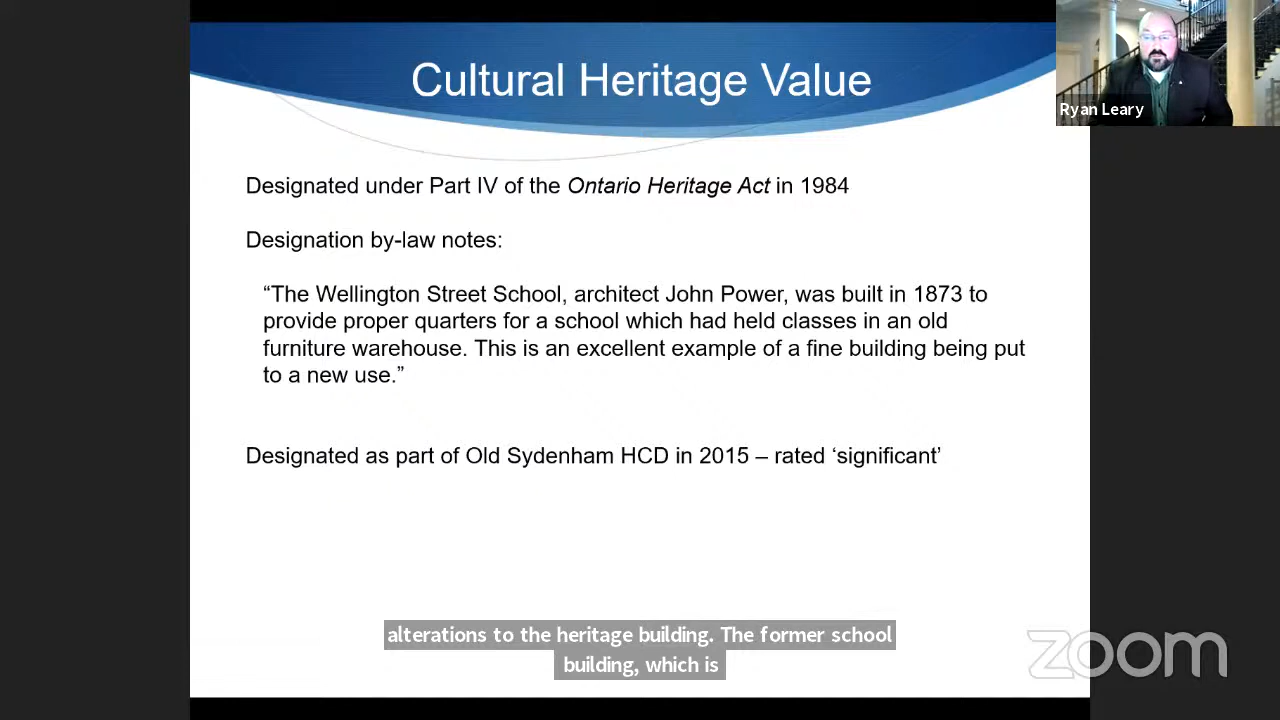 Cultural Heritage Value
Ryan Leary
Designated under Part IV of the Ontario Heritage Act in 1984
Designation by-law notes:
“The Wellington Street School, architect John Power, was built in 1873 to
provide proper quarters for a school which had held classes in an old
furniture warehouse. This is an excellent example of a fine building being put
to a new use.”
Designated as part of Old Sydenham HCD in 2015 – rated ‘significant’
alterations to the heritage building. The former school
building, which is
zoom